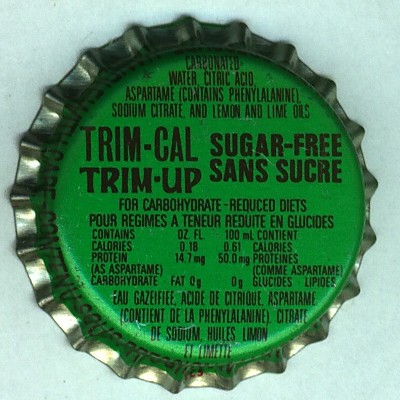 CARBONATED
WATER, CITRIC ACID,
ASPARTAME (CONTAINS PHENYLALANINE),
SODIUM CITRATE, AND LEMON AND LIME OILS
TRIM-CAL SUGAR-FREE
TRIM-UP SANS SUCRE
FOR CARBOHYDRATE-REDUCED DIETS
POUR REGIMES A TENEUR REDUITE EN GLUCIDES
CONTAINS OZ. FL. 100 mL CONTIENT
CALORIES 0.18 0.61 CALORIES
PROTEIN 14.7 mg 50.0 mg PROTEINES
(AS ASPARTAME) (COMME ASPARTAME)
CARBOHYDRATE FAT 0g 0g GLUCIDES LIPIDES
EAU GAZEIFIEE, ACIDE DE CITRIQUE, ASPARTAME
(CONTIENT DE LA PHENYLALANINE), CITRATE
DE SODIUM, HUILES LIMON
ET LIMETTE